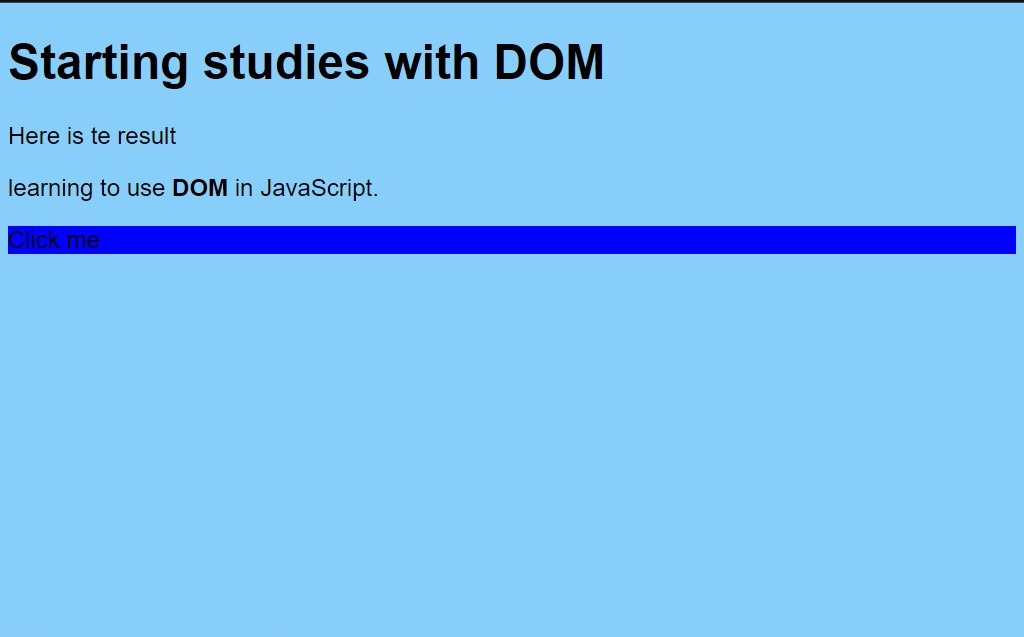 Starting studies with DOM
Here is te result
learning to use DOM in JavaScript.
Click me